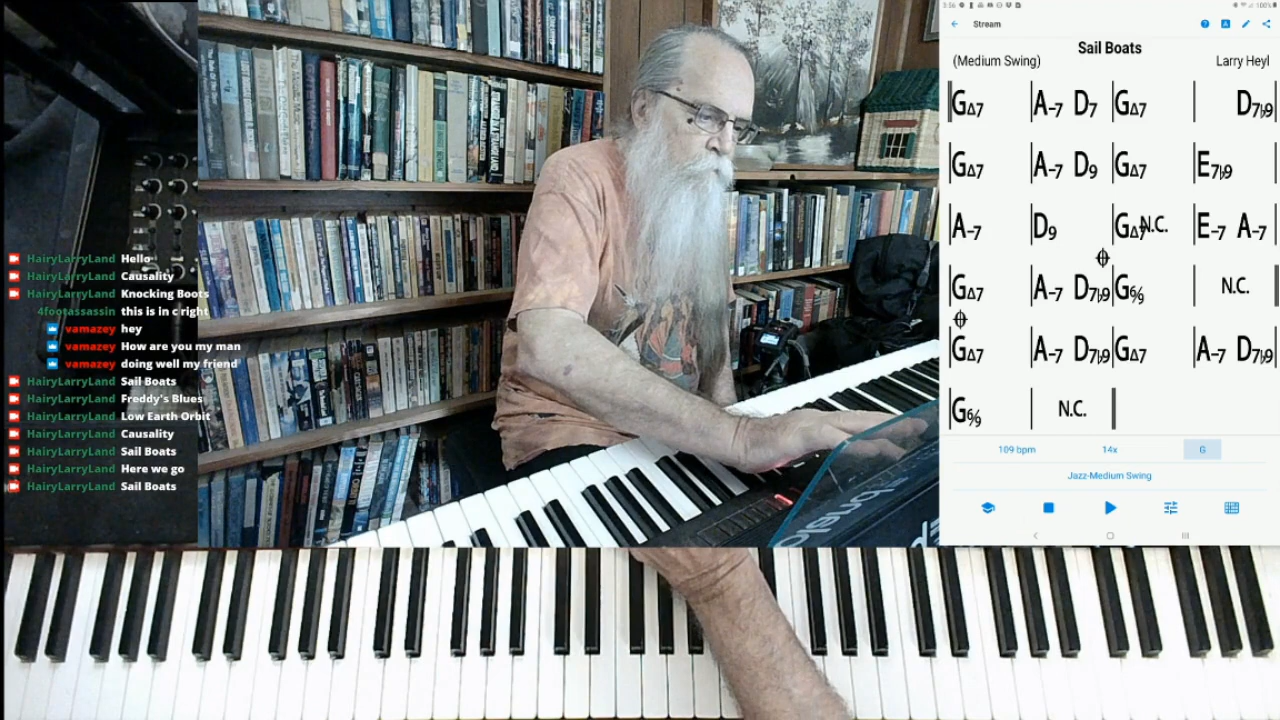 HairyLarryLand Hello
HairyLarryLand Causality
HairyLarryLand Knocking Boots
4footassassin this is in c right
vamazey hey
vamazey How are you my man
vamazey doing well my friend
HairyLarryLand Sail Boats
HairyLarryLand Freddy's Blues
HairyLarryLand Low Earth Orbit
HairyLarryLand Causality
HairyLarryLand Sail Boats
HairyLarryLand Here we go
HairyLarryLand Sail Boats
3:56 100%
Stream
Sail Boats
(Medium Swing) Larry Heyl
GΔ7 A-7 D7 GΔ7 D7♭9
GΔ7 A-7 D9 GΔ7 E7♭9
A-7 D9 GΔ7 N.C. E-7 A-7
GΔ7 A-7 D7♭9 G6/9 N.C.
GΔ7 A-7 D7♭9 GΔ7 A-7 D7♭9
G6/9 N.C.
109 bpm 14x G
Jazz-Medium Swing